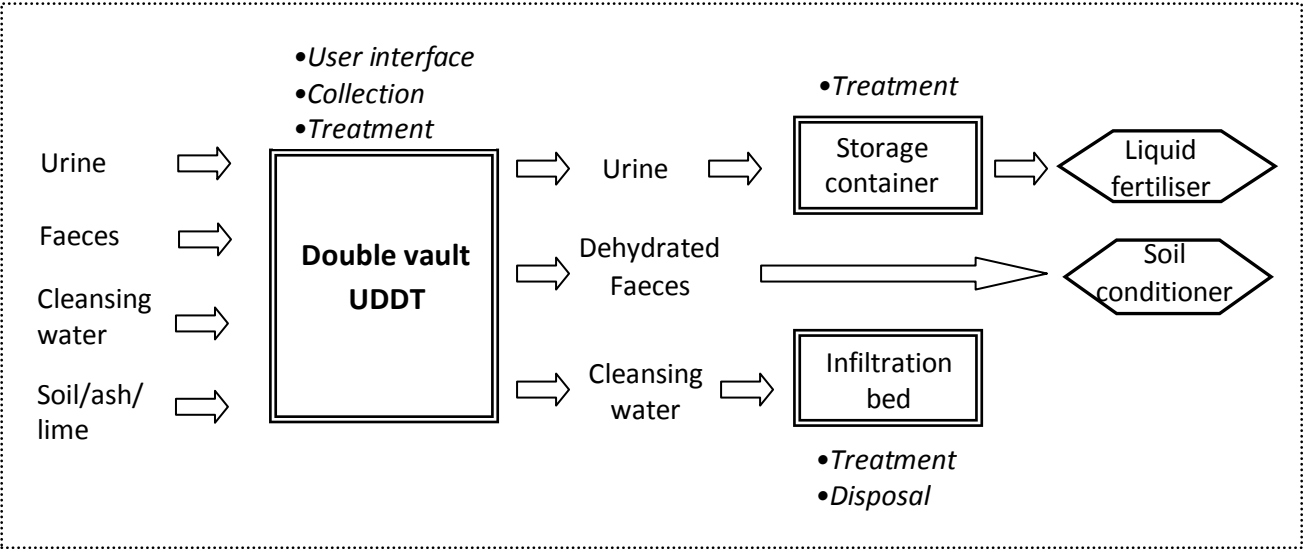 •User interface
•Collection
•Treatment
Urine
Faeces
Cleansing
water
Soil/ash/
lime
Double vault
UDDT
Urine
Dehydrated
Faeces
Cleansing
water
•Treatment
Storage
container
Infiltration
bed
•Treatment
•Disposal
Liquid
fertiliser
Soil
conditioner